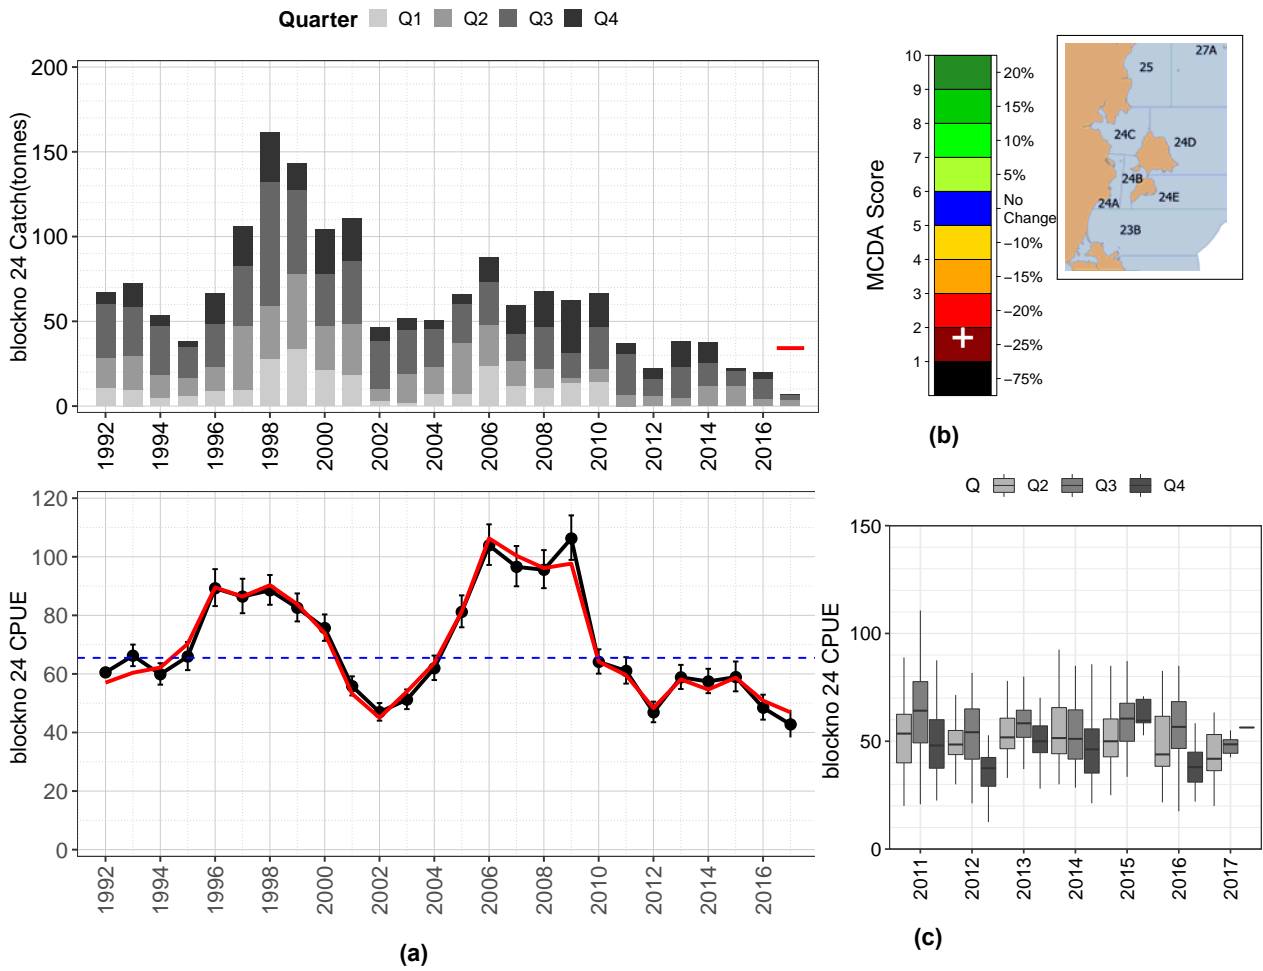 Quarter Q1 Q2 Q3 Q4
blockno 24 Catch(tonnes)
200
150
100
50
0
1992 1994 1996 1998 2000 2002 2004 2006 2008 2010 2012 2014 2016
blockno 24 CPUE
120
100
80
60
40
20
0
1992 1994 1996 1998 2000 2002 2004 2006 2008 2010 2012 2014 2016
(a)
MCDA Score
10
9
8
7
6
5
4
3
2
1
20%
15%
10%
5%
No
Change
−10%
−15%
−20%
−25%
−75%
(b)
27A
25
24C
24D
24B
24E
24A
23B
Q Q2 Q3 Q4
blockno 24 CPUE
150
100
50
0
2011 2012 2013 2014 2015 2016 2017
(c)